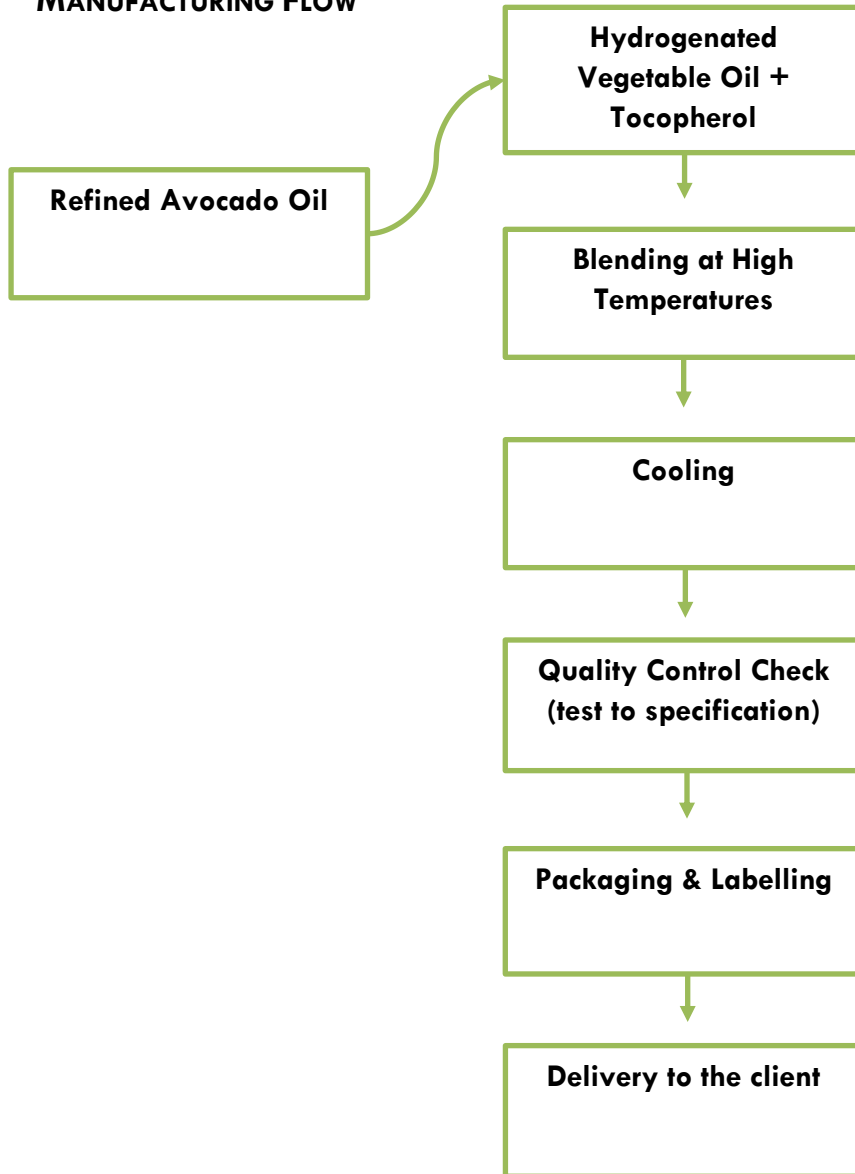 MANUFACTURING FLOW
Hydrogenated
Vegetable Oil +
Tocopherol
Refined Avocado Oil
Blending at High
Temperatures
Cooling
Quality Control Check
(test to specification)
Packaging & Labelling
Delivery to the client